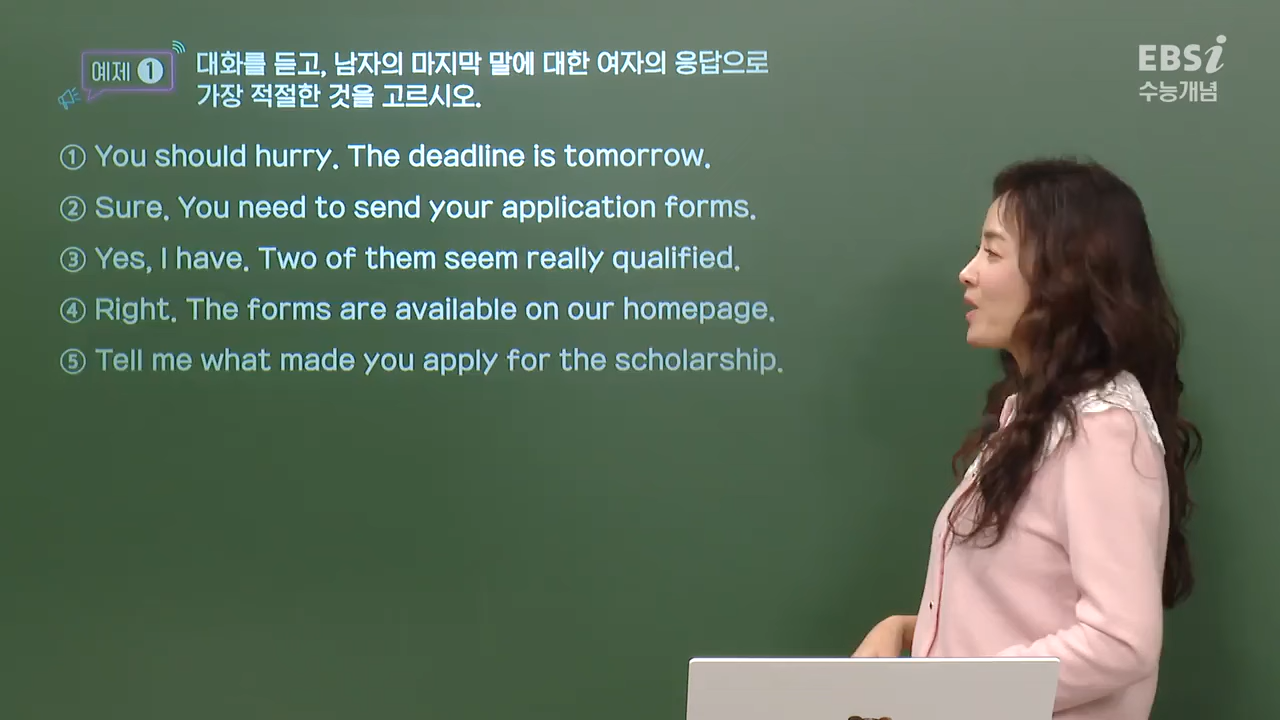 예제 1
대화를 듣고, 남자의 마지막 말에 대한 여자의 응답으로
가장 적절한 것을 고르시오.
EBSi
수능개념
① You should hurry. The deadline is tomorrow.
② Sure. You need to send your application forms.
③ Yes, I have. Two of them seem really qualified.
④ Right. The forms are available on our homepage.
⑤ Tell me what made you apply for the scholarship.